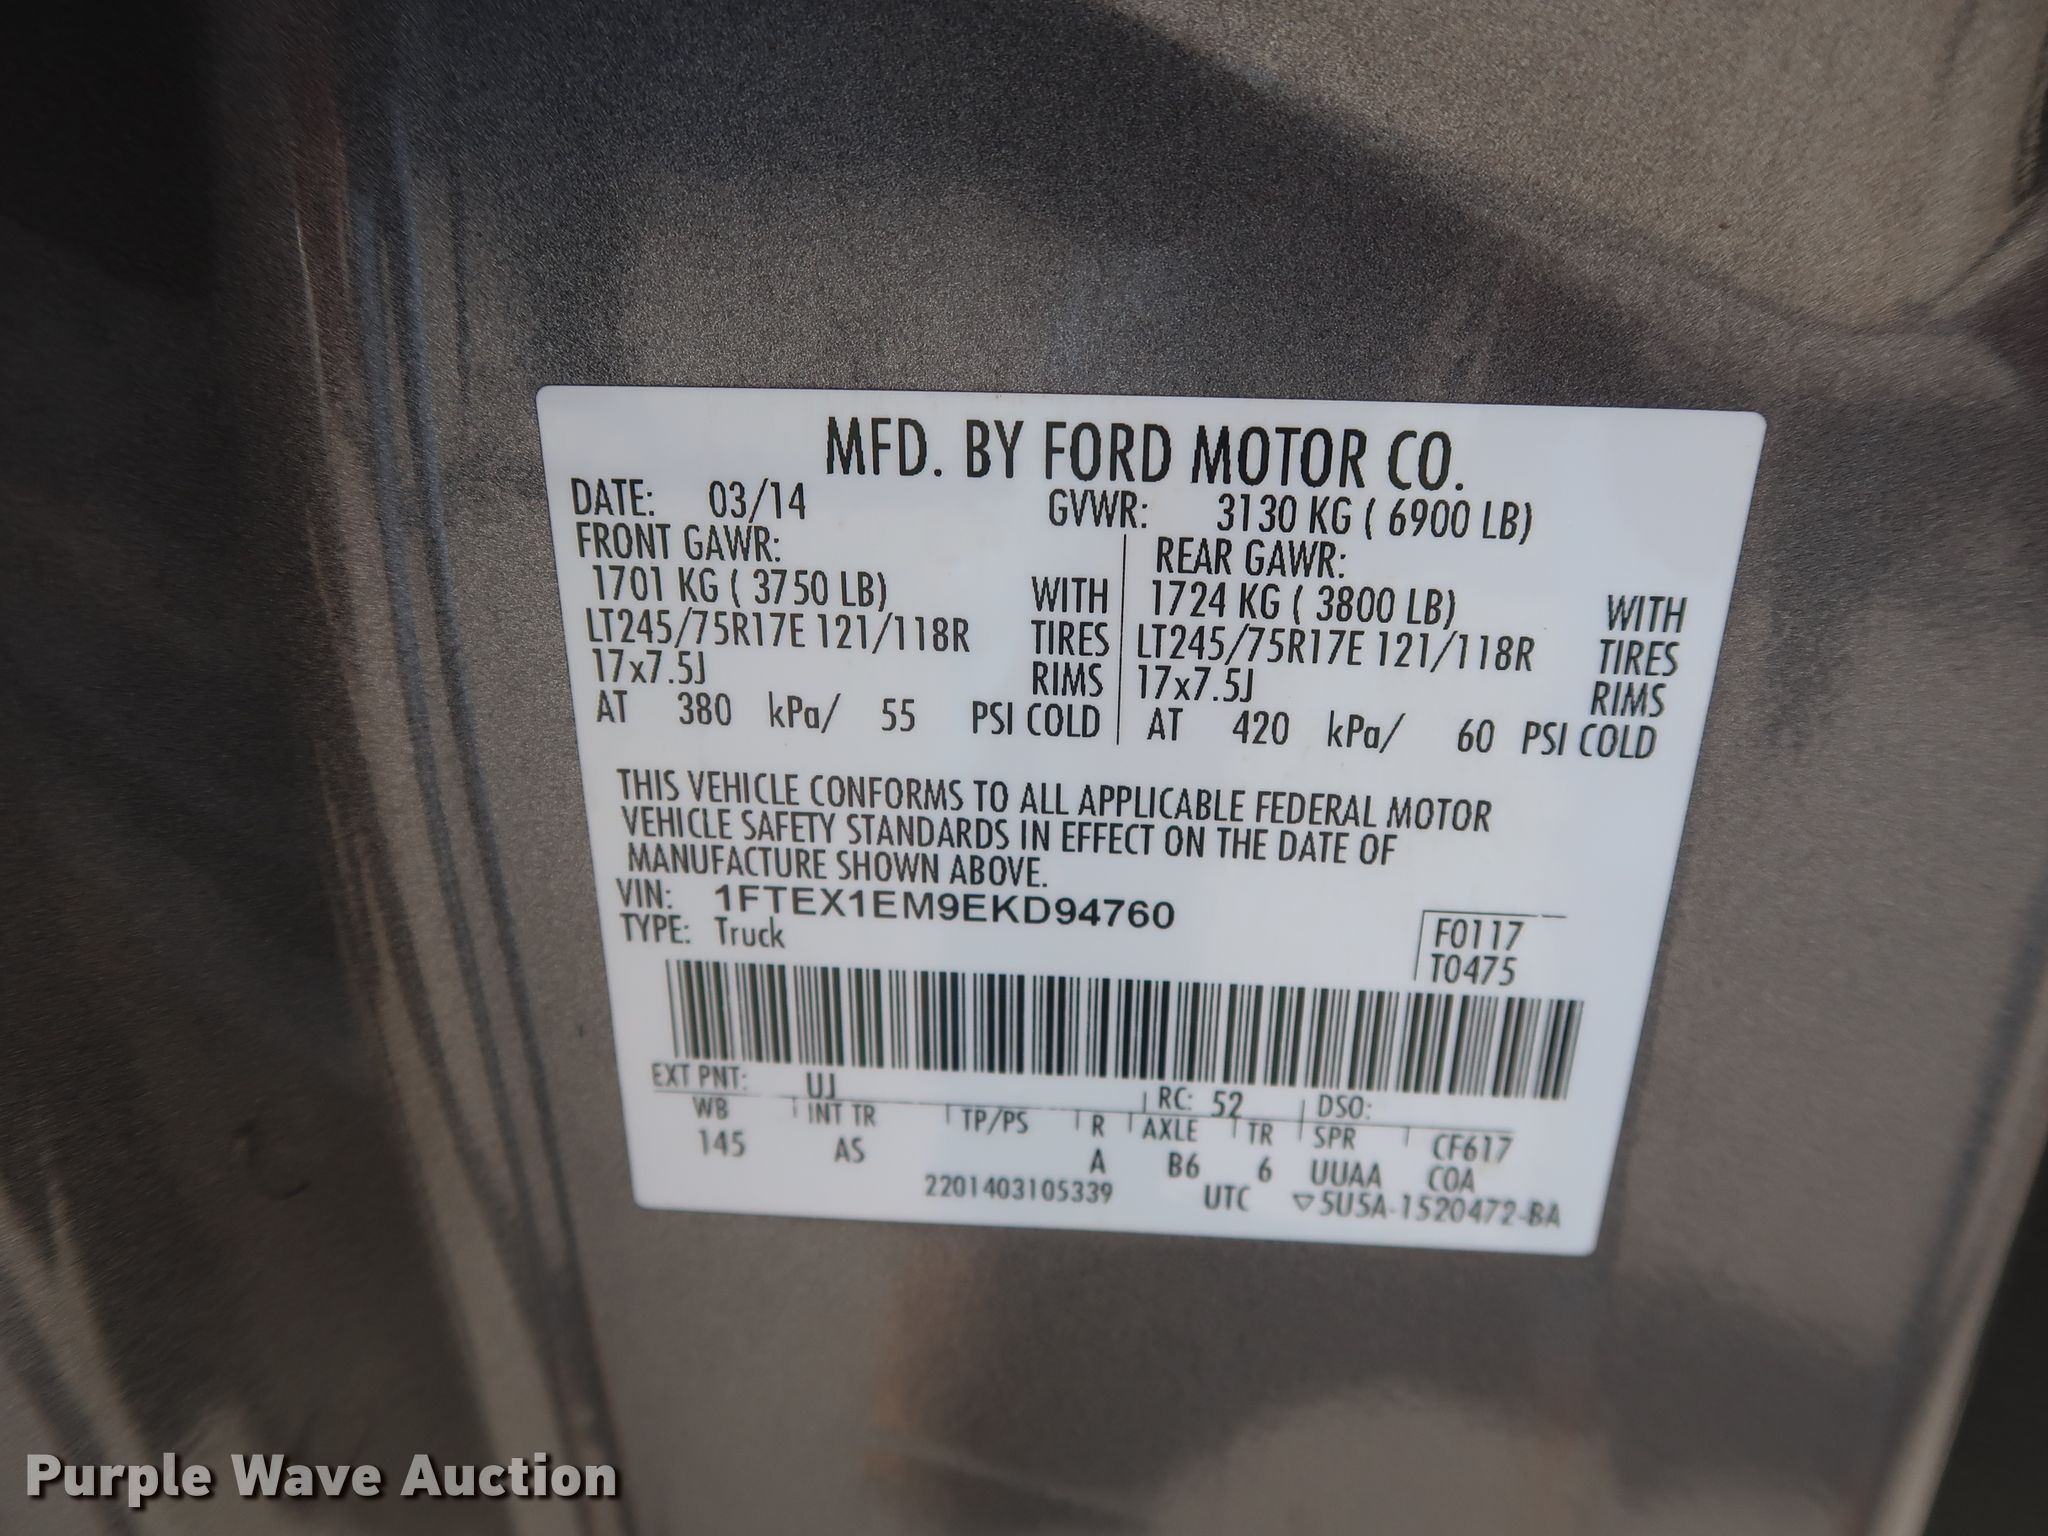 MFD. BY FORD MOTOR CO.
DATE: 03/14 GVWR: 3130 KG ( 6900 LB)
FRONT GAWR: REAR GAWR:
1701 KG ( 3750 LB) WITH 1724 KG ( 3800 LB) WITH
LT245/75R17E 121/118R TIRES LT245/75R17E 121/118R TIRES
17x7.5J RIMS 17x7.5J RIMS
AT 380 kPa/ 55 PSI COLD AT 420 kPa/ 60 PSI COLD
THIS VEHICLE CONFORMS TO ALL APPLICABLE FEDERAL MOTOR
VEHICLE SAFETY STANDARDS IN EFFECT ON THE DATE OF
MANUFACTURE SHOWN ABOVE.
VIN: 1FTEX1EM9EKD94760
TYPE: Truck F0117
T0475
EXT PNT: UJ RC: 52 DSO:
WB INT TR TP/PS R AXLE TR SPR CF617
145 AS A B6 6 UUAA COA
2201403105339 UTC ▽5U5A-1520472-BA
Purple Wave Auction